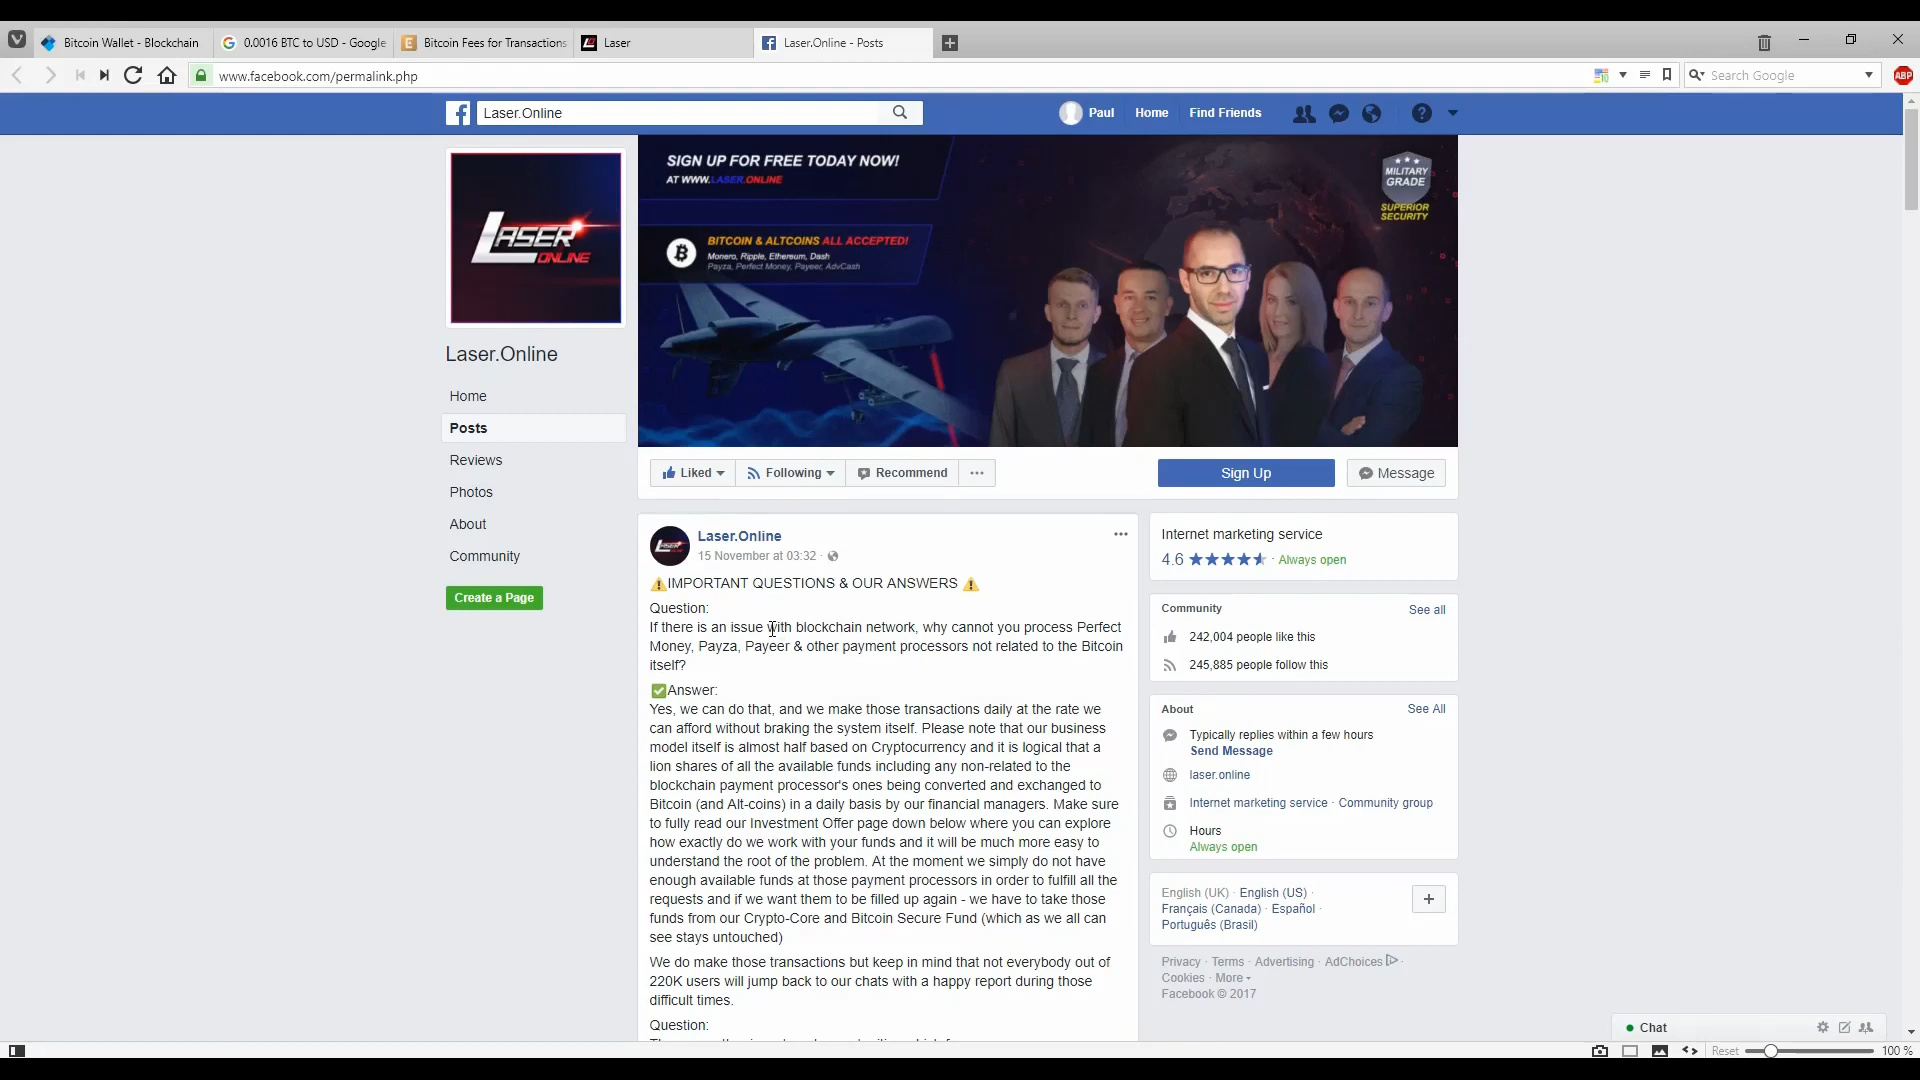 Bitcoin Wallet - Blockchain
0.0016 BTC to USD - Google
Bitcoin Fees for Transactions
Laser
Laser.Online - Posts
www.facebook.com/permalink.php
Search Google
ABP
Laser.Online
Paul
Home
Find Friends
SIGN UP FOR FREE TODAY NOW!
AT WWW.LASER.ONLINE
MILITARY
GRADE
SUPERIOR
SECURITY
BITCOIN & ALTCOINS ALL ACCEPTED!
Monero, Ripple, Ethereum, Dash
Payza, Perfect Money, Payeer, AdvCash
LASER
ONLINE
Laser.Online
Home
Posts
Reviews
Photos
About
Community
Create a Page
Liked
Following
Recommend
Sign Up
Message
Laser.Online
15 November at 03:32 ·
⚠IMPORTANT QUESTIONS & OUR ANSWERS ⚠
Question:
If there is an issue with blockchain network, why cannot you process Perfect
Money, Payza, Payeer & other payment processors not related to the Bitcoin
itself?
✅Answer:
Yes, we can do that, and we make those transactions daily at the rate we
can afford without braking the system itself. Please note that our business
model itself is almost half based on Cryptocurrency and it is logical that a
lion shares of all the available funds including any non-related to the
blockchain payment processor's ones being converted and exchanged to
Bitcoin (and Alt-coins) in a daily basis by our financial managers. Make sure
to fully read our Investment Offer page down below where you can explore
how exactly do we work with your funds and it will be much more easy to
understand the root of the problem. At the moment we simply do not have
enough available funds at those payment processors in order to fulfill all the
requests and if we want them to be filled up again - we have to take those
funds from our Crypto-Core and Bitcoin Secure Fund (which as we all can
see stays untouched)
We do make those transactions but keep in mind that not everybody out of
220K users will jump back to our chats with a happy report during those
difficult times.
Question:
Internet marketing service
4.6 ★★★★★ · Always open
Community
See all
242,004 people like this
245,885 people follow this
About
See All
Typically replies within a few hours
Send Message
laser.online
Internet marketing service · Community group
Hours
Always open
English (UK) · English (US) ·
Français (Canada) · Español ·
Português (Brasil)
Privacy · Terms · Advertising · AdChoices ·
Cookies · More
Facebook © 2017
Chat
Reset
100 %